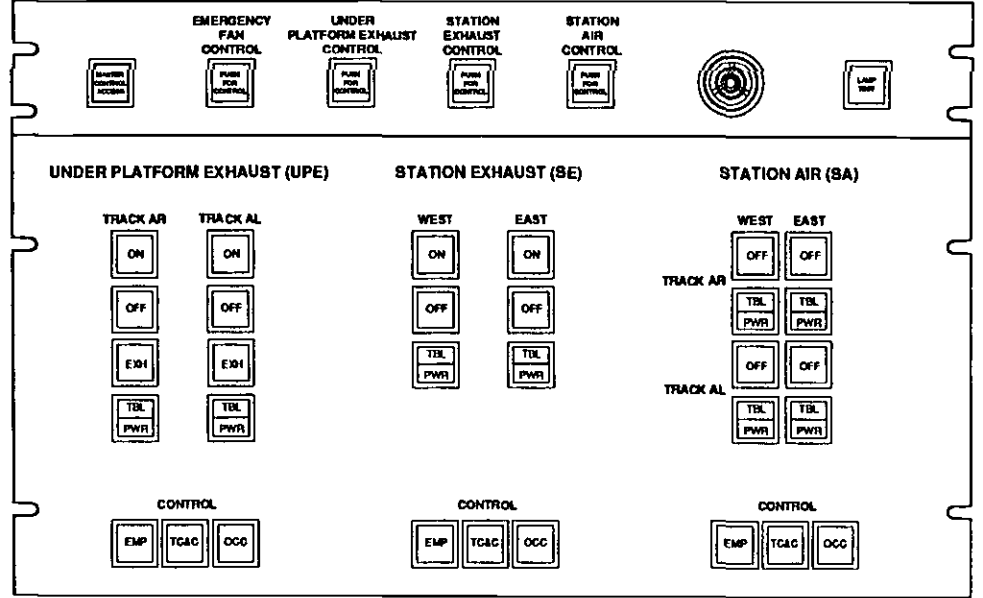 EMERGENCY
FAN
CONTROL
UNDER
PLATFORM EXHAUST
CONTROL
STATION
EXHAUST
CONTROL
STATION
AIR
CONTROL
MASTER
CONTROL
ACCESS
PUSH
FOR
CONTROL
PUSH
FOR
CONTROL
PUSH
FOR
CONTROL
PUSH
FOR
CONTROL
LAMP
TEST
UNDER PLATFORM EXHAUST (UPE)
TRACK AR TRACK AL
ON ON
OFF OFF
EXH EXH
TBL TBL
PWR PWR
CONTROL
EMP TC&C OCC
STATION EXHAUST (SE)
WEST EAST
ON ON
OFF OFF
TBL TBL
PWR PWR
CONTROL
EMP TC&C OCC
STATION AIR (SA)
WEST EAST
OFF OFF
TRACK AR
TBL TBL
PWR PWR
OFF OFF
TRACK AL
TBL TBL
PWR PWR
CONTROL
EMP TC&C OCC